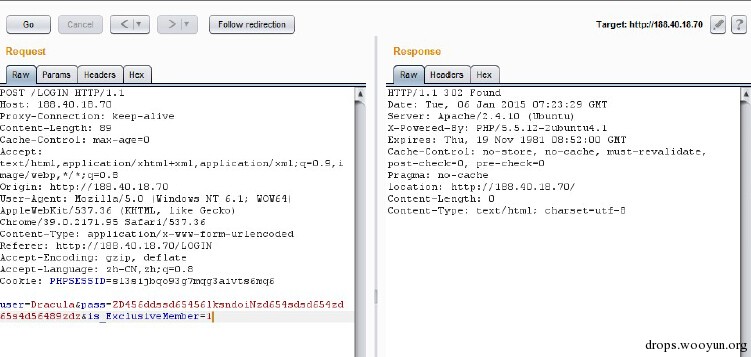 Go
Cancel
<
>
Follow redirection
Target: http://188.40.18.70
?
Request
Raw
Params
Headers
Hex
POST /LOGIN HTTP/1.1
Host: 188.40.18.70
Proxy-Connection: keep-alive
Content-Length: 89
Cache-Control: max-age=0
Accept:
text/html,application/xhtml+xml,application/xml;q=0.9,i
mage/webp,*/*;q=0.8
Origin: http://188.40.18.70
User-Agent: Mozilla/5.0 (Windows NT 6.1; WOW64)
AppleWebKit/537.36 (KHTML, like Gecko)
Chrome/39.0.2171.95 Safari/537.36
Content-Type: application/x-www-form-urlencoded
Referer: http://188.40.18.70/LOGIN
Accept-Encoding: gzip, deflate
Accept-Language: zh-CN,zh;q=0.8
Cookie: PHPSESSID=sl3s1jbqo93g7mqg3aivts6mq6
user=Dracula&pass=ZD456ddssd65456lksndoiNzd654sdsd654zd
65s4d56489zdz&is_ExclusiveMember=1
Response
Raw
Headers
Hex
HTTP/1.1 302 Found
Date: Tue, 06 Jan 2015 07:23:29 GMT
Server: Apache/2.4.10 (Ubuntu)
X-Powered-By: PHP/5.5.12-2ubuntu4.1
Expires: Thu, 19 Nov 1981 08:52:00 GMT
Cache-Control: no-store, no-cache, must-revalidate,
post-check=0, pre-check=0
Pragma: no-cache
location: http://188.40.18.70/
Content-Length: 0
Content-Type: text/html; charset=utf-8
drops.wooyun.org